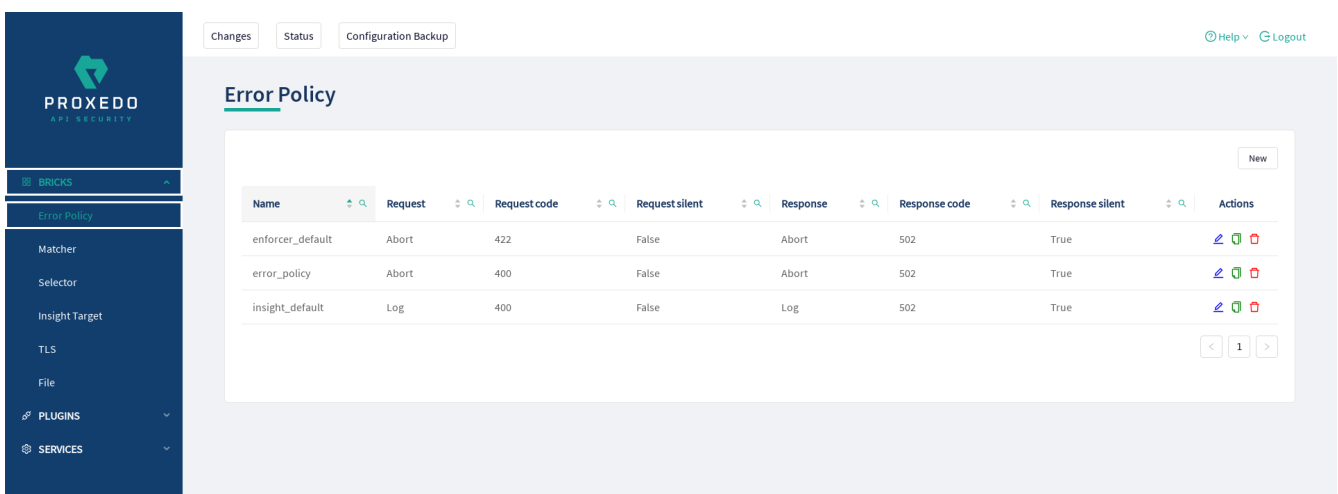 Changes Status Configuration Backup Help Logout
PROXEDO
API SECURITY
Error Policy
New
BRICKS
Error Policy
Matcher
Selector
Insight Target
TLS
File
PLUGINS
SERVICES
Name Request Request code Request silent Response Response code Response silent Actions
enforcer_default Abort 422 False Abort 502 True
error_policy Abort 400 False Abort 502 True
insight_default Log 400 False Log 502 True
< 1 >